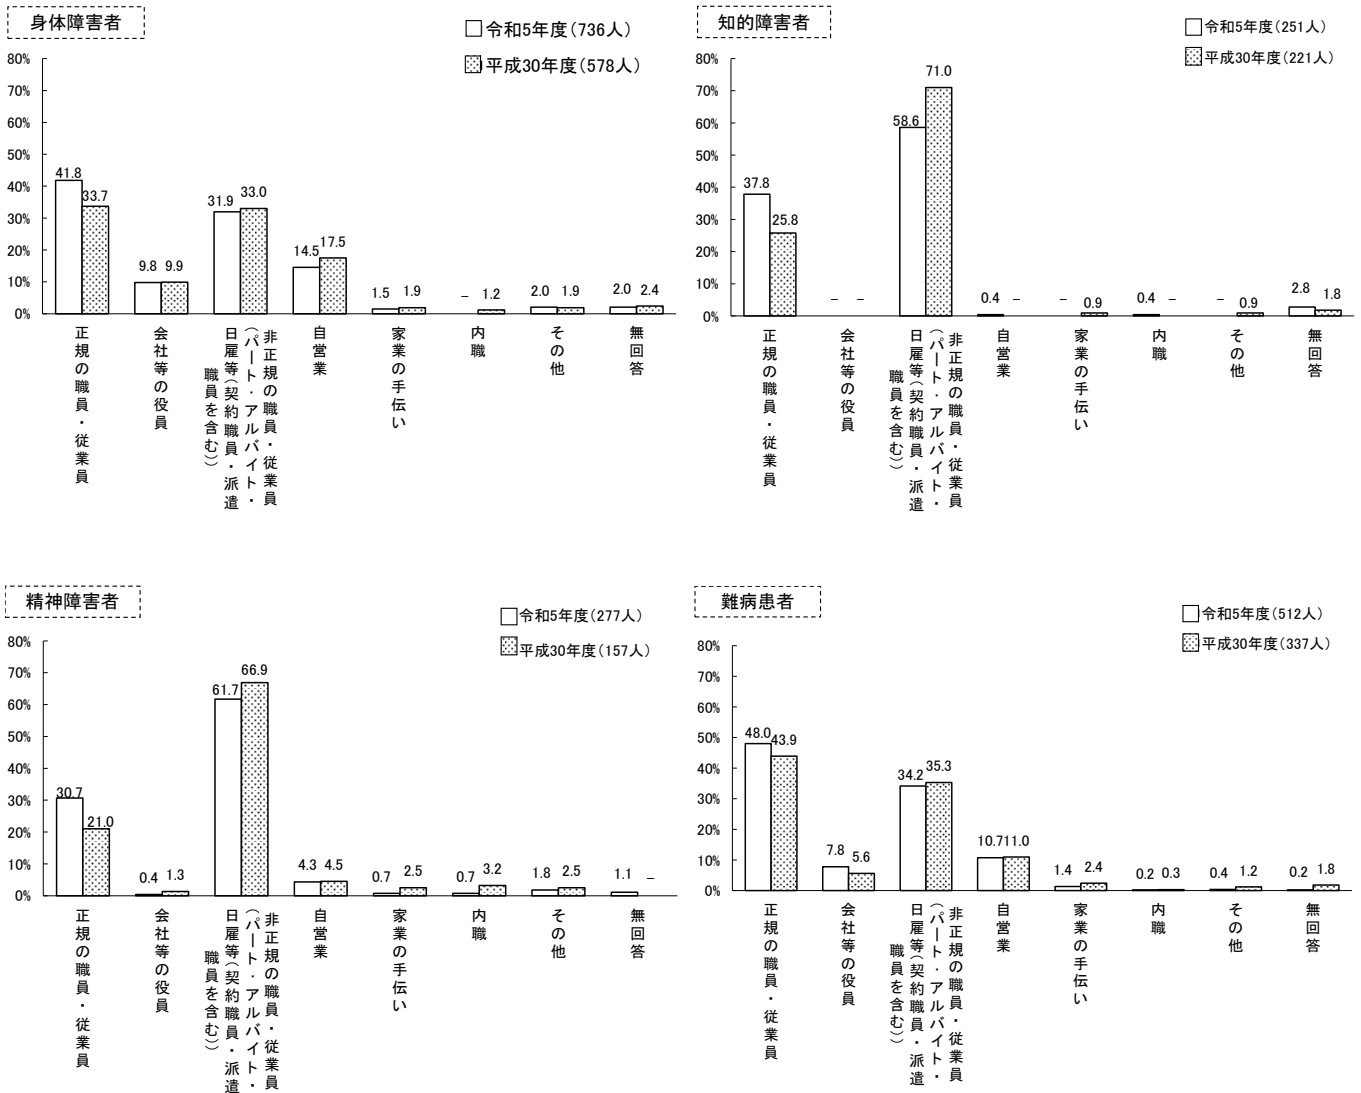 身体障害者
□令和5年度(736人)
平成30年度(578人)
80%
70%
60%
50%
40%
30%
20%
10%
0%
41.8
33.7
9.8
9.9
31.9
33.0
14.5
17.5
1.5
1.9
–
1.2
2.0
1.9
2.0
2.4
正規の職員・従業員
会社等の役員
非正規の職員・従業員
(パート・アルバイト・
日雇等(契約職員・派遣
職員を含む))
自営業
家業の手伝い
内職
その他
無回答
知的障害者
令和5年度(251人)
平成30年度(221人)
80%
70%
60%
50%
40%
30%
20%
10%
0%
37.8
25.8
–
–
58.6
71.0
0.4
–
–
0.9
0.4
–
–
0.9
2.8
1.8
正規の職員・従業員
会社等の役員
非正規の職員・従業員
(パート・アルバイト・
日雇等(契約職員・派遣
職員を含む))
自営業
家業の手伝い
内職
その他
無回答
精神障害者
令和5年度(277人)
平成30年度(157人)
80%
70%
60%
50%
40%
30%
20%
10%
0%
30.7
21.0
0.4
1.3
61.7
66.9
4.3
4.5
0.7
2.5
0.7
3.2
1.8
2.5
1.1
–
正規の職員・従業員
会社等の役員
非正規の職員・従業員
(パート・アルバイト・
日雇等(契約職員・派遣
職員を含む))
自営業
家業の手伝い
内職
その他
無回答
難病患者
令和5年度(512人)
平成30年度(337人)
80%
70%
60%
50%
40%
30%
20%
10%
0%
48.0
43.9
7.8
5.6
34.2
35.3
10.7
11.0
1.4
2.4
0.2
0.3
0.4
1.2
0.2
1.8
正規の職員・従業員
会社等の役員
非正規の職員・従業員
(パート・アルバイト・
日雇等(契約職員・派遣
職員を含む))
自営業
家業の手伝い
内職
その他
無回答